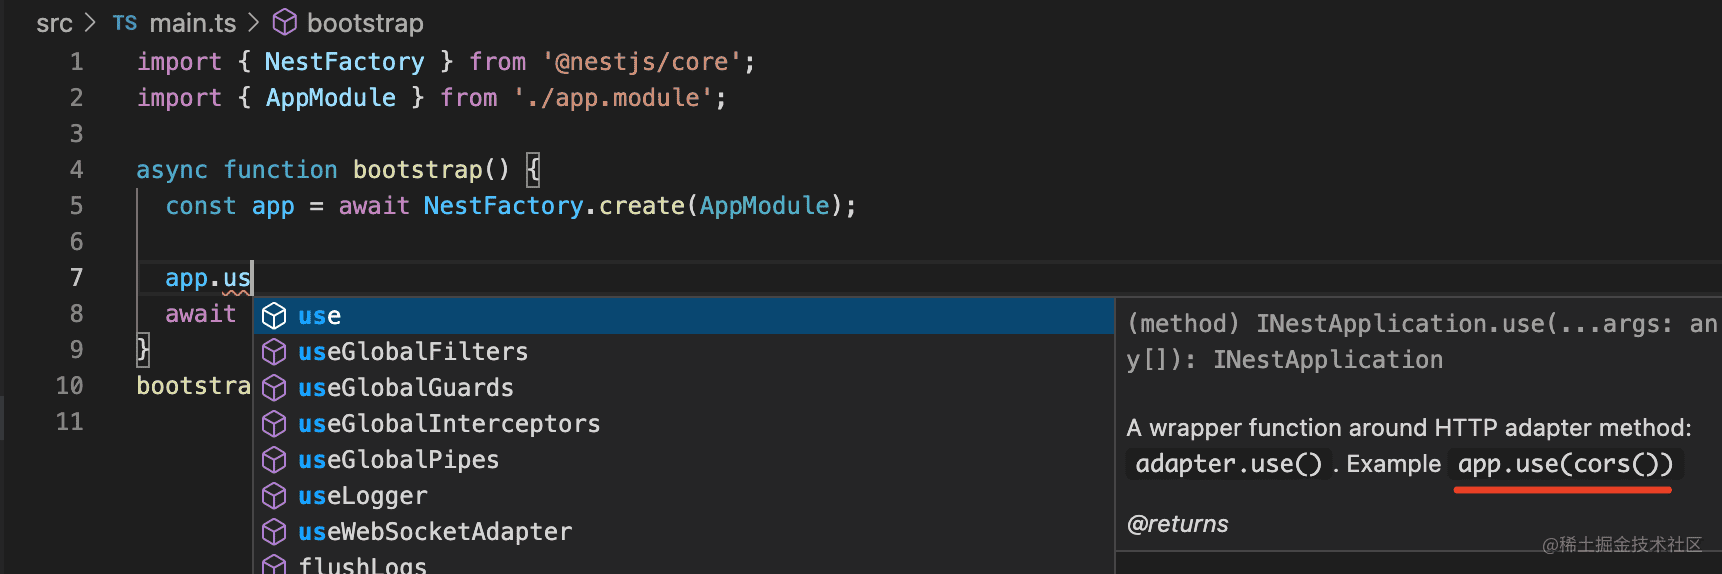 src > TS main.ts > bootstrap
1 import { NestFactory } from '@nestjs/core';
2 import { AppModule } from './app.module';
3
4 async function bootstrap() {
5 const app = await NestFactory.create(AppModule);
6
7 app.us
8 await
9 }
10 bootstra
11
use
useGlobalFilters
useGlobalGuards
useGlobalInterceptors
useGlobalPipes
useLogger
useWebSocketAdapter
flushLogs
(method) INestApplication.use(...args: an
y[]): INestApplication
A wrapper function around HTTP adapter method:
adapter.use() . Example app.use(cors())
@returns
@稀土掘金技术社区